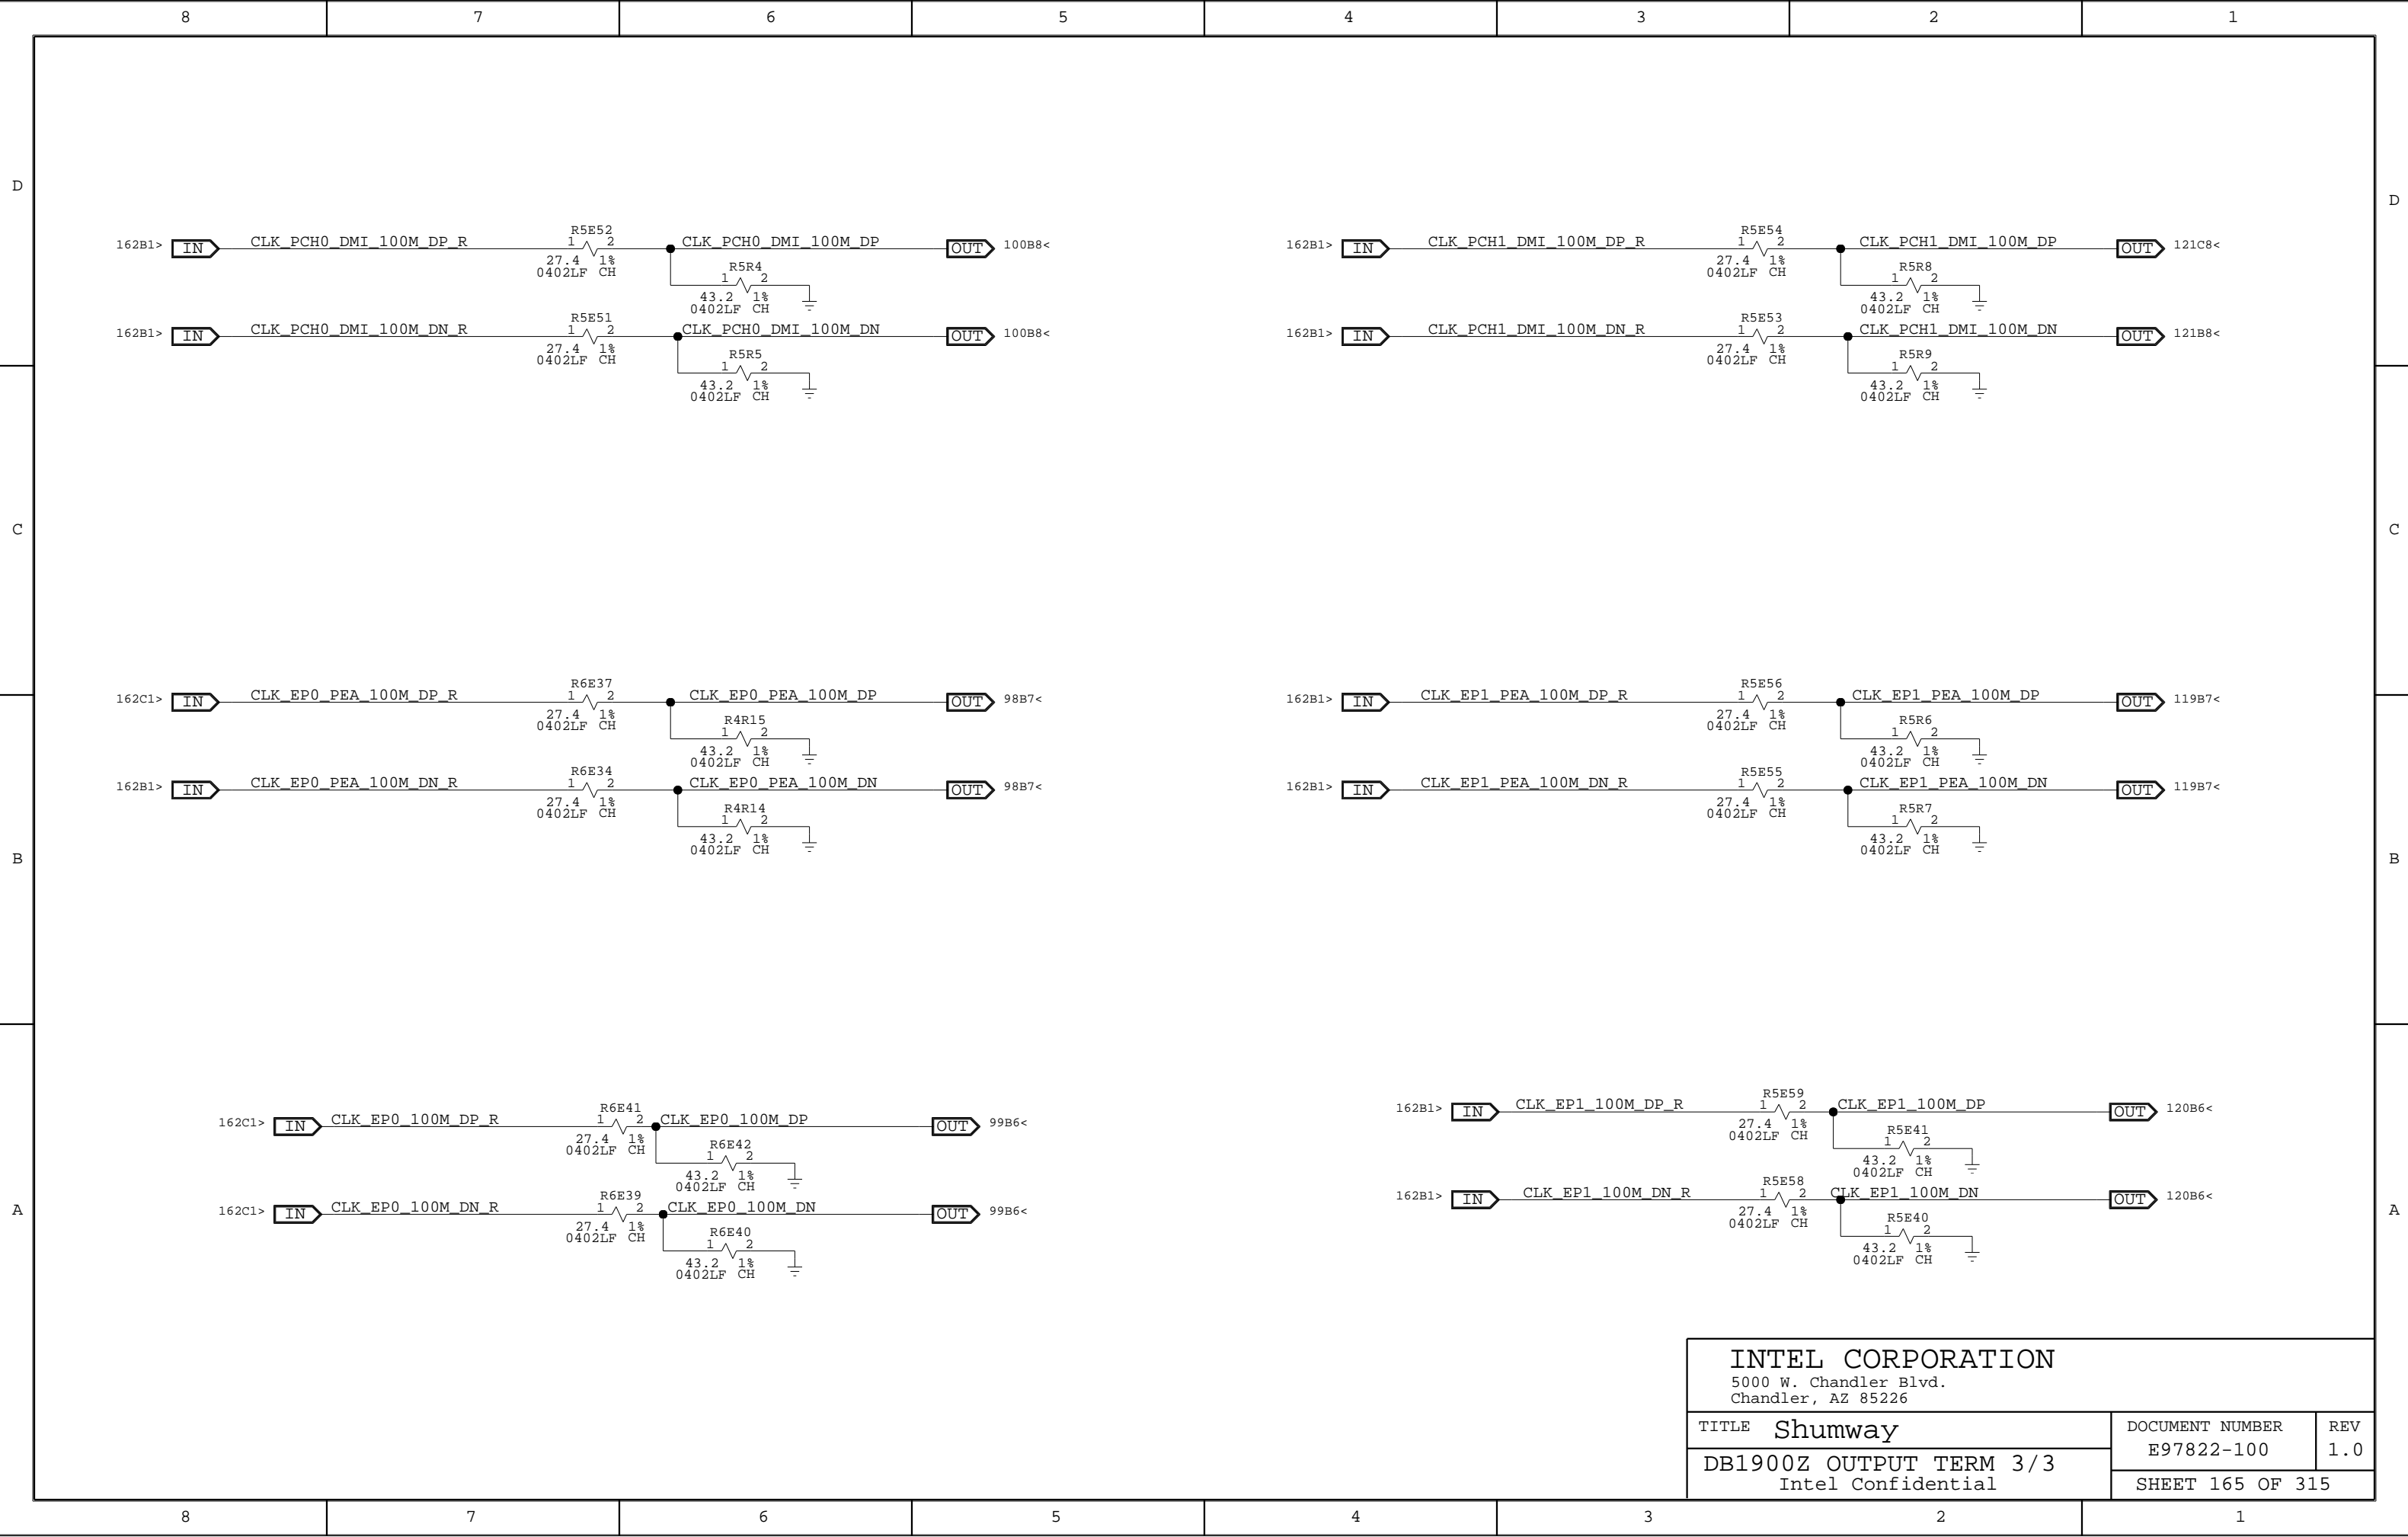 8 7 6 5 4 3 2 1
D D
R5E52
162B1> IN CLK_PCH0_DMI_100M_DP_R 1 2 CLK_PCH0_DMI_100M_DP OUT 100B8<
27.4 1%
0402LF CH
R5R4
1 2
43.2 1%
0402LF CH
R5E51
162B1> IN CLK_PCH0_DMI_100M_DN_R 1 2 CLK_PCH0_DMI_100M_DN OUT 100B8<
27.4 1%
0402LF CH
R5R5
1 2
43.2 1%
0402LF CH
R5E54
162B1> IN CLK_PCH1_DMI_100M_DP_R 1 2 CLK_PCH1_DMI_100M_DP OUT 121C8<
27.4 1%
0402LF CH
R5R8
1 2
43.2 1%
0402LF CH
R5E53
162B1> IN CLK_PCH1_DMI_100M_DN_R 1 2 CLK_PCH1_DMI_100M_DN OUT 121B8<
27.4 1%
0402LF CH
R5R9
1 2
43.2 1%
0402LF CH
C C
R6E37
162C1> IN CLK_EP0_PEA_100M_DP_R 1 2 CLK_EP0_PEA_100M_DP OUT 98B7<
27.4 1%
0402LF CH
R4R15
1 2
43.2 1%
0402LF CH
R6E34
162B1> IN CLK_EP0_PEA_100M_DN_R 1 2 CLK_EP0_PEA_100M_DN OUT 98B7<
27.4 1%
0402LF CH
R4R14
1 2
43.2 1%
0402LF CH
R5E56
162B1> IN CLK_EP1_PEA_100M_DP_R 1 2 CLK_EP1_PEA_100M_DP OUT 119B7<
27.4 1%
0402LF CH
R5R6
1 2
43.2 1%
0402LF CH
R5E55
162B1> IN CLK_EP1_PEA_100M_DN_R 1 2 CLK_EP1_PEA_100M_DN OUT 119B7<
27.4 1%
0402LF CH
R5R7
1 2
43.2 1%
0402LF CH
B B
R6E41
162C1> IN CLK_EP0_100M_DP_R 1 2 CLK_EP0_100M_DP OUT 99B6<
27.4 1%
0402LF CH
R6E42
1 2
43.2 1%
0402LF CH
R6E39
162C1> IN CLK_EP0_100M_DN_R 1 2 CLK_EP0_100M_DN OUT 99B6<
27.4 1%
0402LF CH
R6E40
1 2
43.2 1%
0402LF CH
R5E59
162B1> IN CLK_EP1_100M_DP_R 1 2 CLK_EP1_100M_DP OUT 120B6<
27.4 1%
0402LF CH
R5E41
1 2
43.2 1%
0402LF CH
R5E58
162B1> IN CLK_EP1_100M_DN_R 1 2 CLK_EP1_100M_DN OUT 120B6<
27.4 1%
0402LF CH
R5E40
1 2
43.2 1%
0402LF CH
A A
INTEL CORPORATION
5000 W. Chandler Blvd.
Chandler, AZ 85226
TITLE Shumway
DOCUMENT NUMBER REV
E97822-100 1.0
DB1900Z OUTPUT TERM 3/3
Intel Confidential
SHEET 165 OF 315
8 7 6 5 4 3 2 1